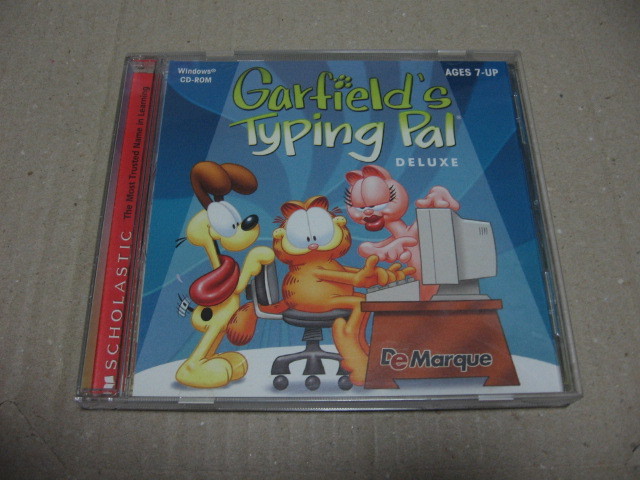 Windows®
CD-ROM
AGES 7-UP
Garfield's
Typing Pal
DELUXE
DeMarque
SCHOLASTIC The Most Trusted Name in Learning